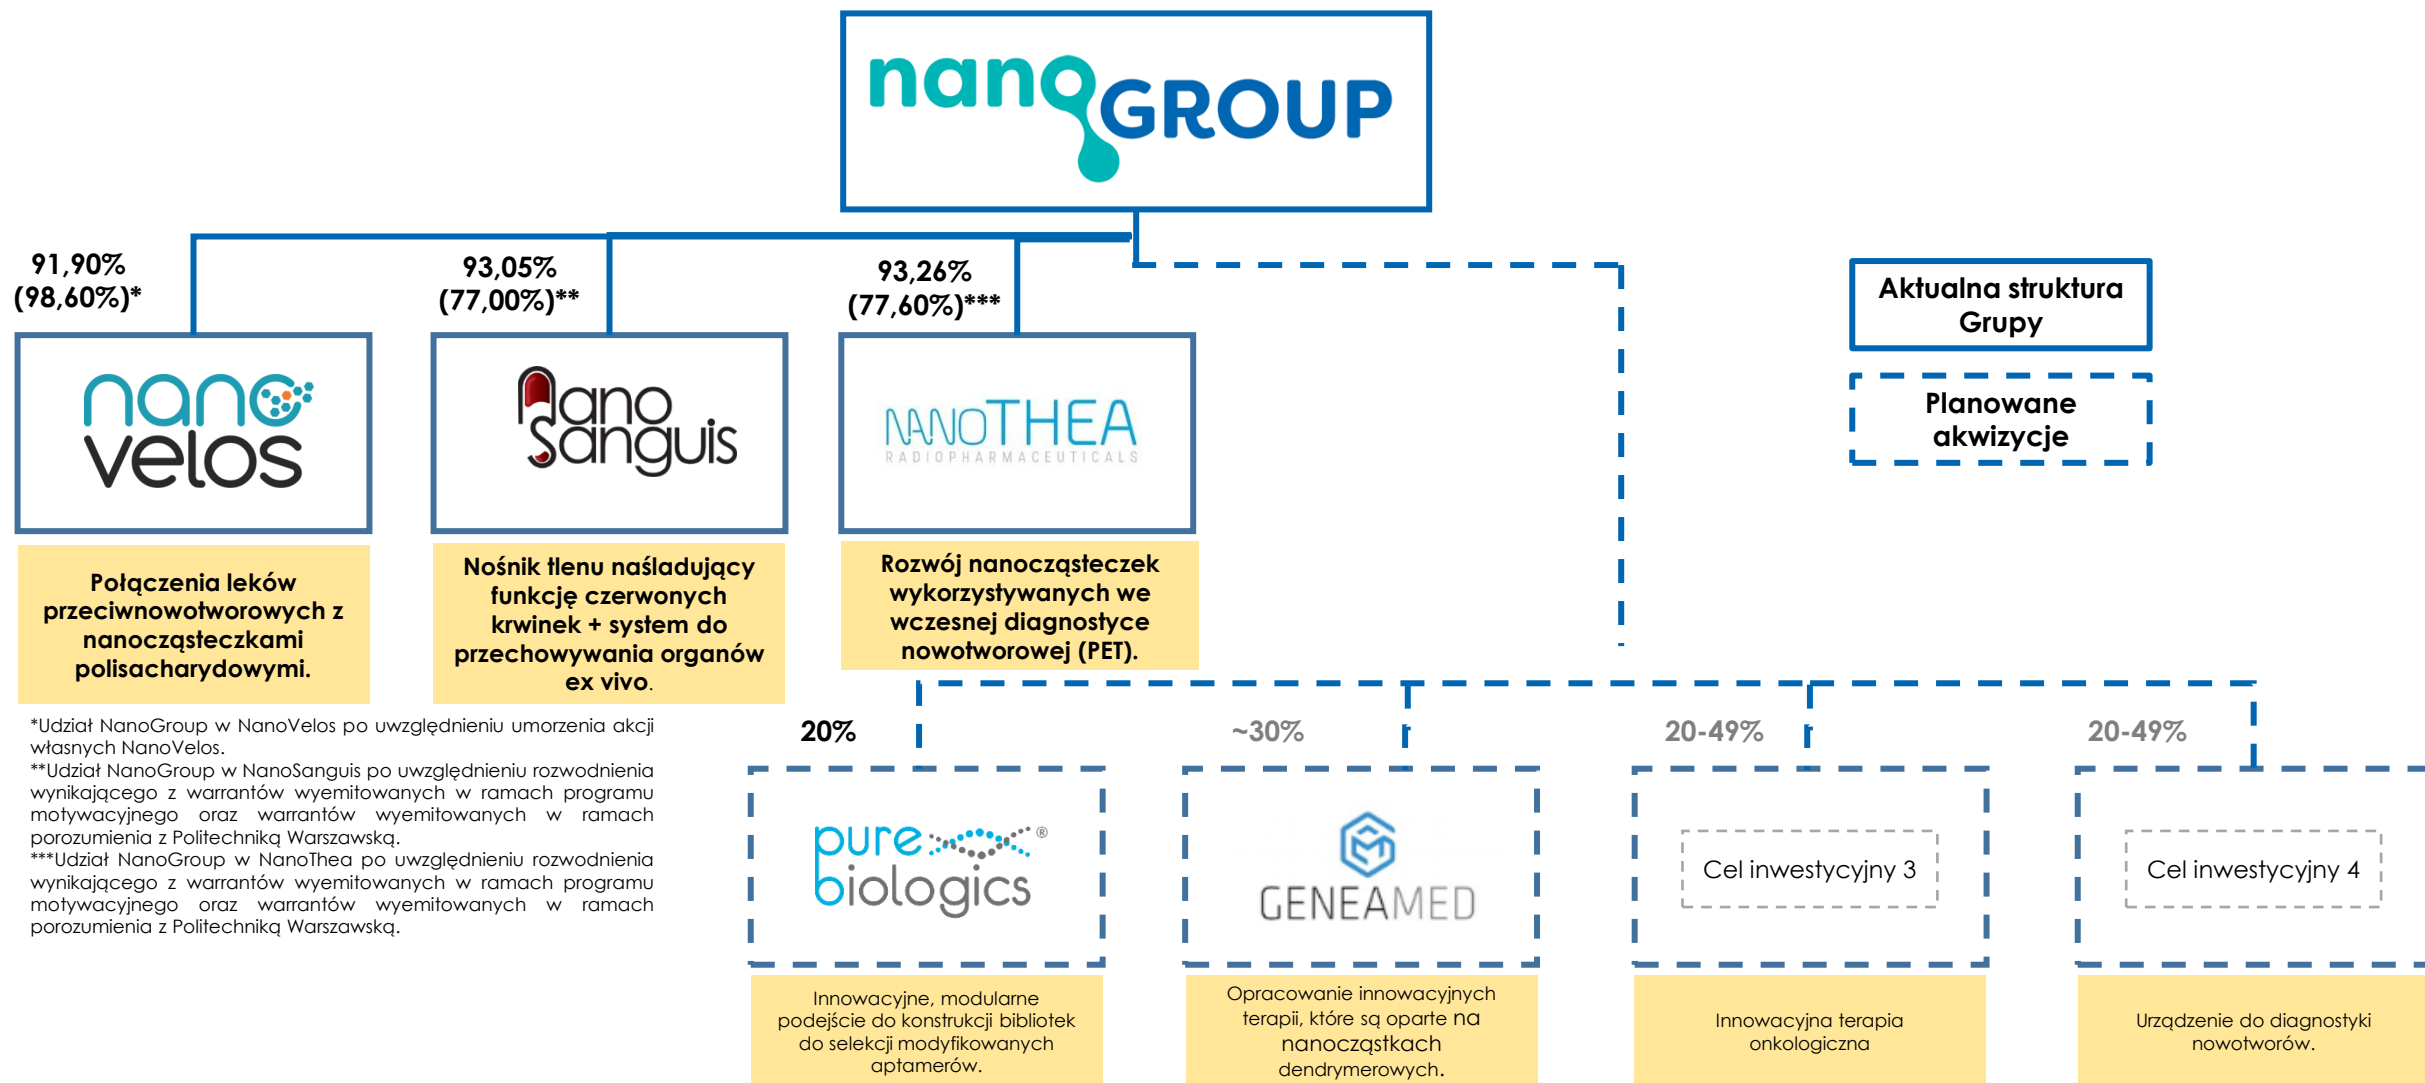 nanoGROUP
91,90%
(98,60%)*
93,05%
(77,00%)**
93,26%
(77,60%)***
Aktualna struktura
Grupy
Planowane
akwizycje
nano
velos
Nano
Sanguis
NANOTHEA
RADIOPHARMACEUTICALS
Połączenia leków
przeciwnowotworowych z
nanocząsteczkami
polisacharydowymi.
Nośnik tlenu naśladujący
funkcję czerwonych
krwinek + system do
przechowywania organów
ex vivo.
Rozwój nanocząsteczek
wykorzystywanych we
wczesnej diagnostyce
nowotworowej (PET).
*Udział NanoGroup w NanoVelos po uwzględnieniu umorzenia akcji
własnych NanoVelos.
**Udział NanoGroup w NanoSanguis po uwzględnieniu rozwodnienia
wynikającego z warrantów wyemitowanych w ramach programu
motywacyjnego oraz warrantów wyemitowanych w ramach
porozumienia z Politechniką Warszawską.
***Udział NanoGroup w NanoThea po uwzględnieniu rozwodnienia
wynikającego z warrantów wyemitowanych w ramach programu
motywacyjnego oraz warrantów wyemitowanych w ramach
porozumienia z Politechniką Warszawską.
20%
~30%
20-49%
20-49%
pure ®
biologics
GENEAMED
Cel inwestycyjny 3
Cel inwestycyjny 4
Innowacyjne, modularne
podejście do konstrukcji bibliotek
do selekcji modyfikowanych
aptamerów.
Opracowanie innowacyjnych
terapii, które są oparte na
nanocząstkach
dendrymerowych.
Innowacyjna terapia
onkologiczna
Urządzenie do diagnostyki
nowotworów.